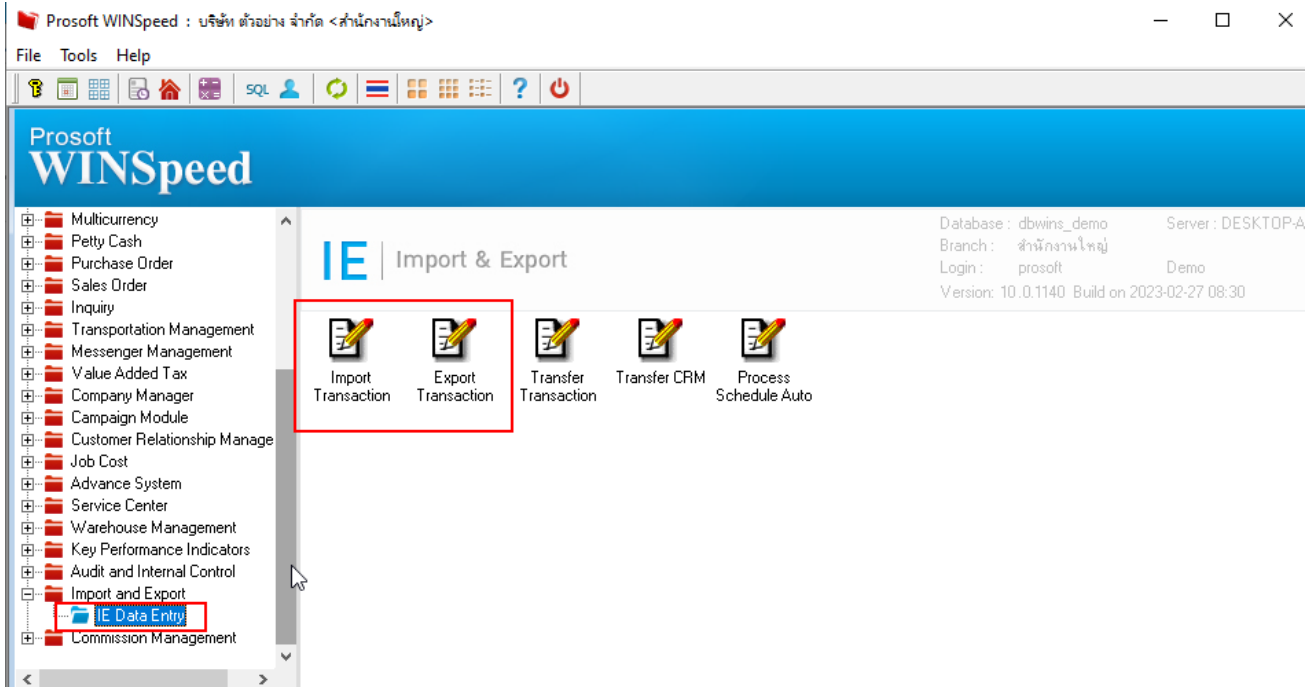 Prosoft WINSpeed : บริษัท ตัวอย่าง จำกัด <สำนักงานใหญ่>
File Tools Help
SQL
?
Prosoft
WINSpeed
Multicurrency
Petty Cash
Purchase Order
Sales Order
Inquiry
Transportation Management
Messenger Management
Value Added Tax
Company Manager
Campaign Module
Customer Relationship Manage
Job Cost
Advance System
Service Center
Warehouse Management
Key Performance Indicators
Audit and Internal Control
Import and Export
IE Data Entry
Commission Management
IE Import & Export
Database : dbwins_demo Server : DESKTOP-A
Branch : สำนักงานใหญ่
Login : prosoft Demo
Version: 10.0.1140 Build on 2023-02-27 08:30
Import Transaction
Export Transaction
Transfer Transaction
Transfer CRM
Process Schedule Auto